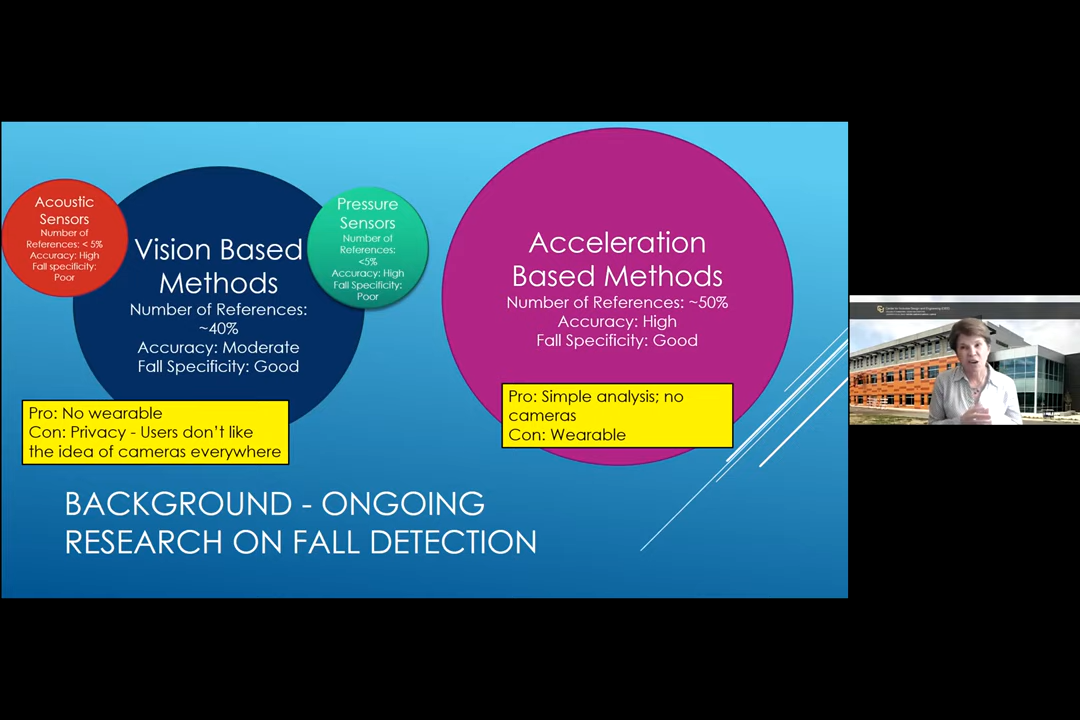 Acoustic
Sensors
Number of
References: < 5%
Accuracy: High
Fall specificity:
Poor
Vision Based
Methods
Number of References:
~40%
Accuracy: Moderate
Fall Specificity: Good
Pressure
Sensors
Number of
References:
<5%
Accuracy: High
Fall Specificity:
Poor
Acceleration
Based Methods
Number of References: ~50%
Accuracy: High
Fall Specificity: Good
Pro: No wearable
Con: Privacy - Users don't like
the idea of cameras everywhere
Pro: Simple analysis; no
cameras
Con: Wearable
BACKGROUND - ONGOING
RESEARCH ON FALL DETECTION